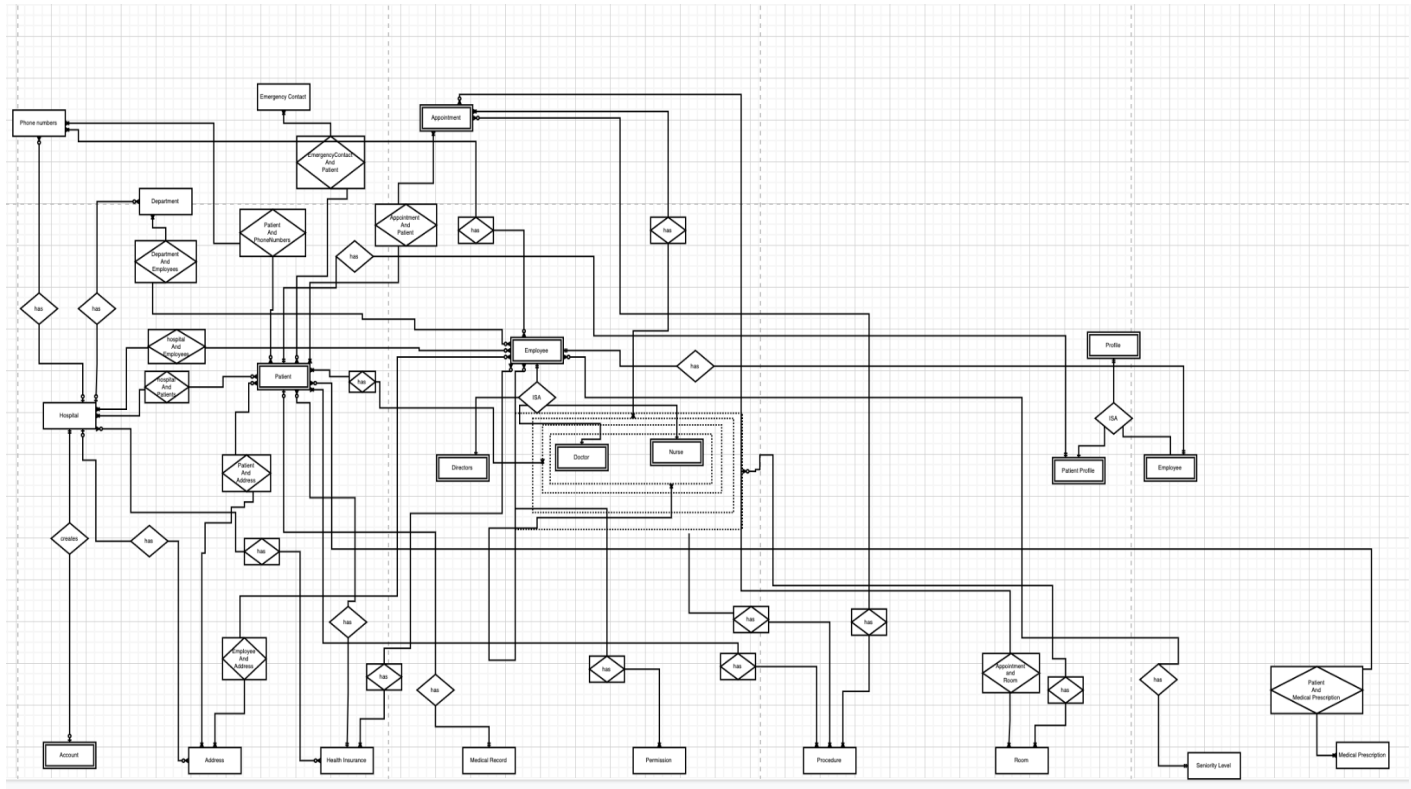 Emergency Contact
Appointment
Phone numbers
EmergencyContact
And
Patient
Department
Patient
And
PhoneNumbers
Appointment
And
Patient
has
has
Department
And
Employees
has
has
has
hospital
And
Employees
Employee
Profile
has
Patient
has
Hospital
And
Patients
ISA
Hospital
ISA
Directors
Doctor
Nurse
Patient Profile
Employee
Patient
And
Address
creates
has
has
has
has
has
Employee
And
Address
has
has
has
has
Appointment
and
Room
has
has
Patient
And
Medical Prescription
Account
Address
Health Insurance
Medical Record
Permission
Procedure
Room
Seniority Level
Medical Prescription